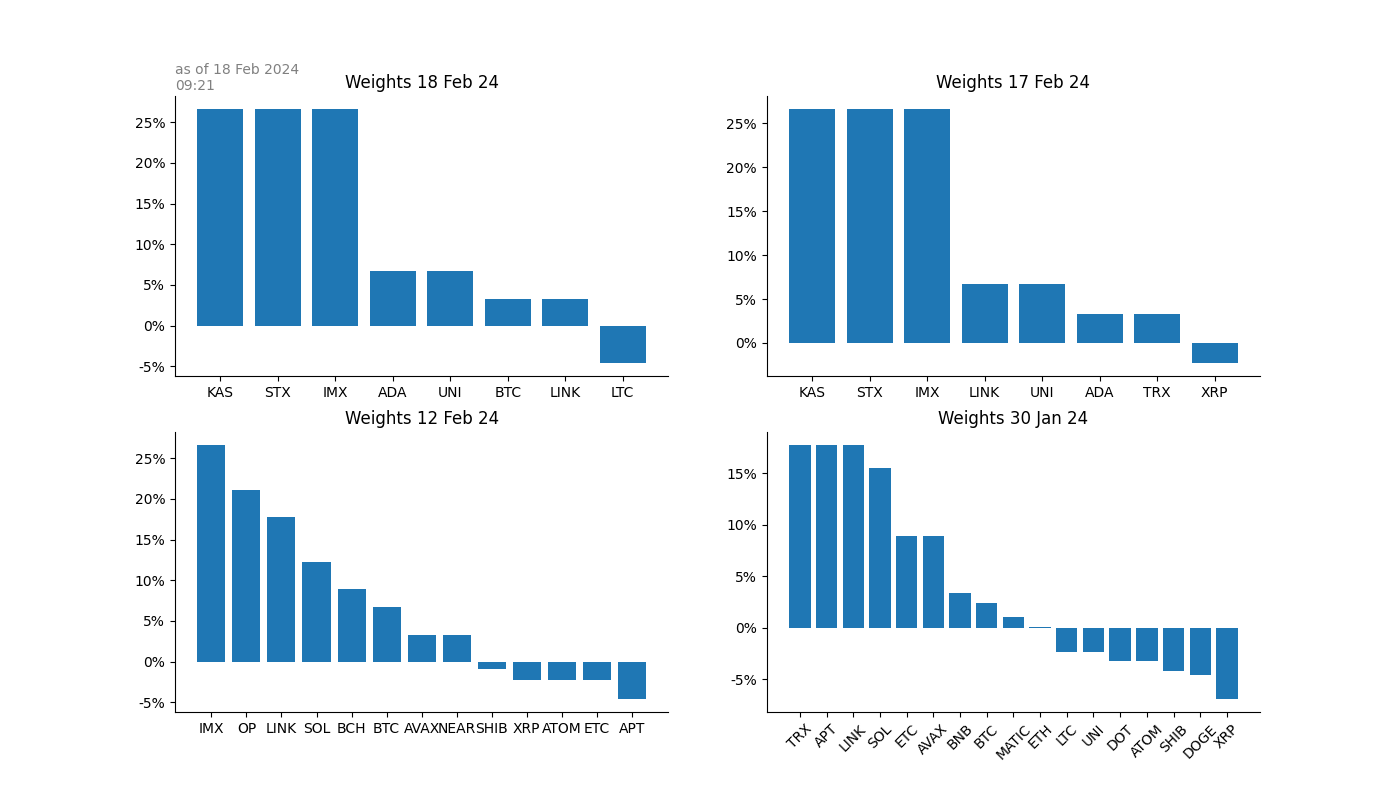 as of 18 Feb 2024
09:21
Weights 18 Feb 24
25%
20%
15%
10%
5%
0%
-5%
KAS STX IMX ADA UNI BTC LINK LTC
Weights 17 Feb 24
25%
20%
15%
10%
5%
0%
KAS STX IMX LINK UNI ADA TRX XRP
Weights 12 Feb 24
25%
20%
15%
10%
5%
0%
-5%
IMX OP LINK SOL BCH BTC AVAX NEAR SHIB XRP ATOM ETC APT
Weights 30 Jan 24
15%
10%
5%
0%
-5%
TRX APT LINK SOL ETC AVAX BNB BTC MATIC ETH LTC UNI DOT ATOM SHIB DOGE XRP